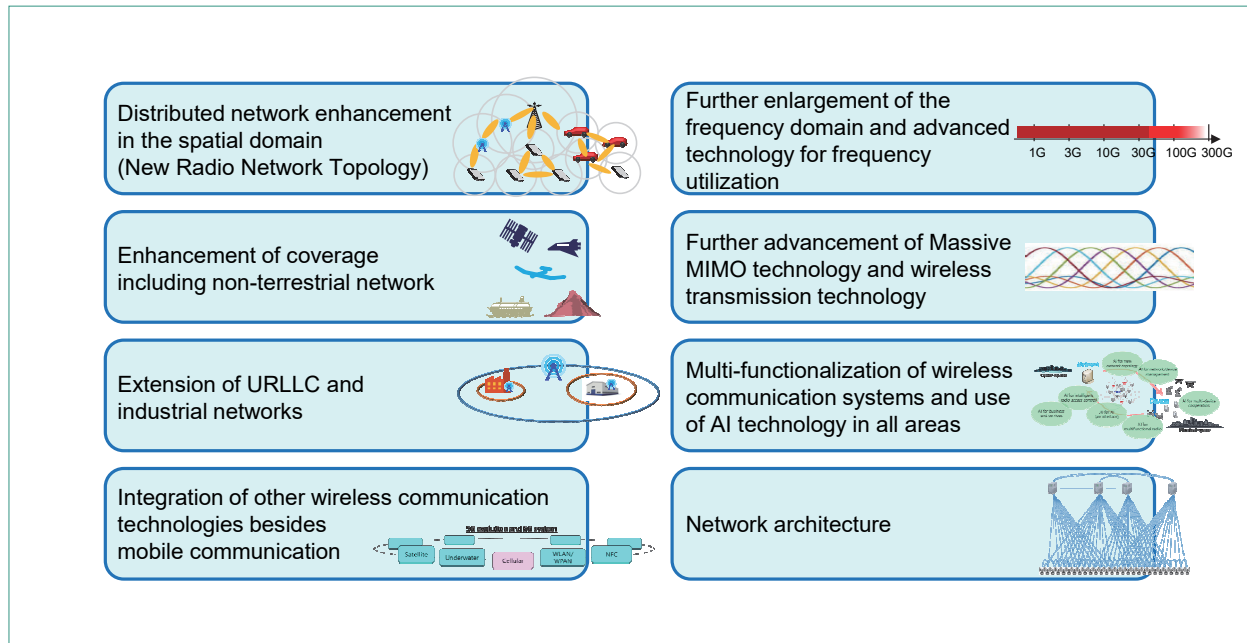 Distributed network enhancement
in the spatial domain
(New Radio Network Topology)
Further enlargement of the
frequency domain and advanced
technology for frequency
utilization
1G 3G 10G 30G 100G 300G
Enhancement of coverage
including non-terrestrial network
Further advancement of Massive
MIMO technology and wireless
transmission technology
Extension of URLLC and
industrial networks
Multi-functionalization of wireless
communication systems and use
of AI technology in all areas
Integration of other wireless communication
technologies besides
mobile communication
Satellite
Underwater
Cellular
WLAN/
WPAN
NFC
Network architecture